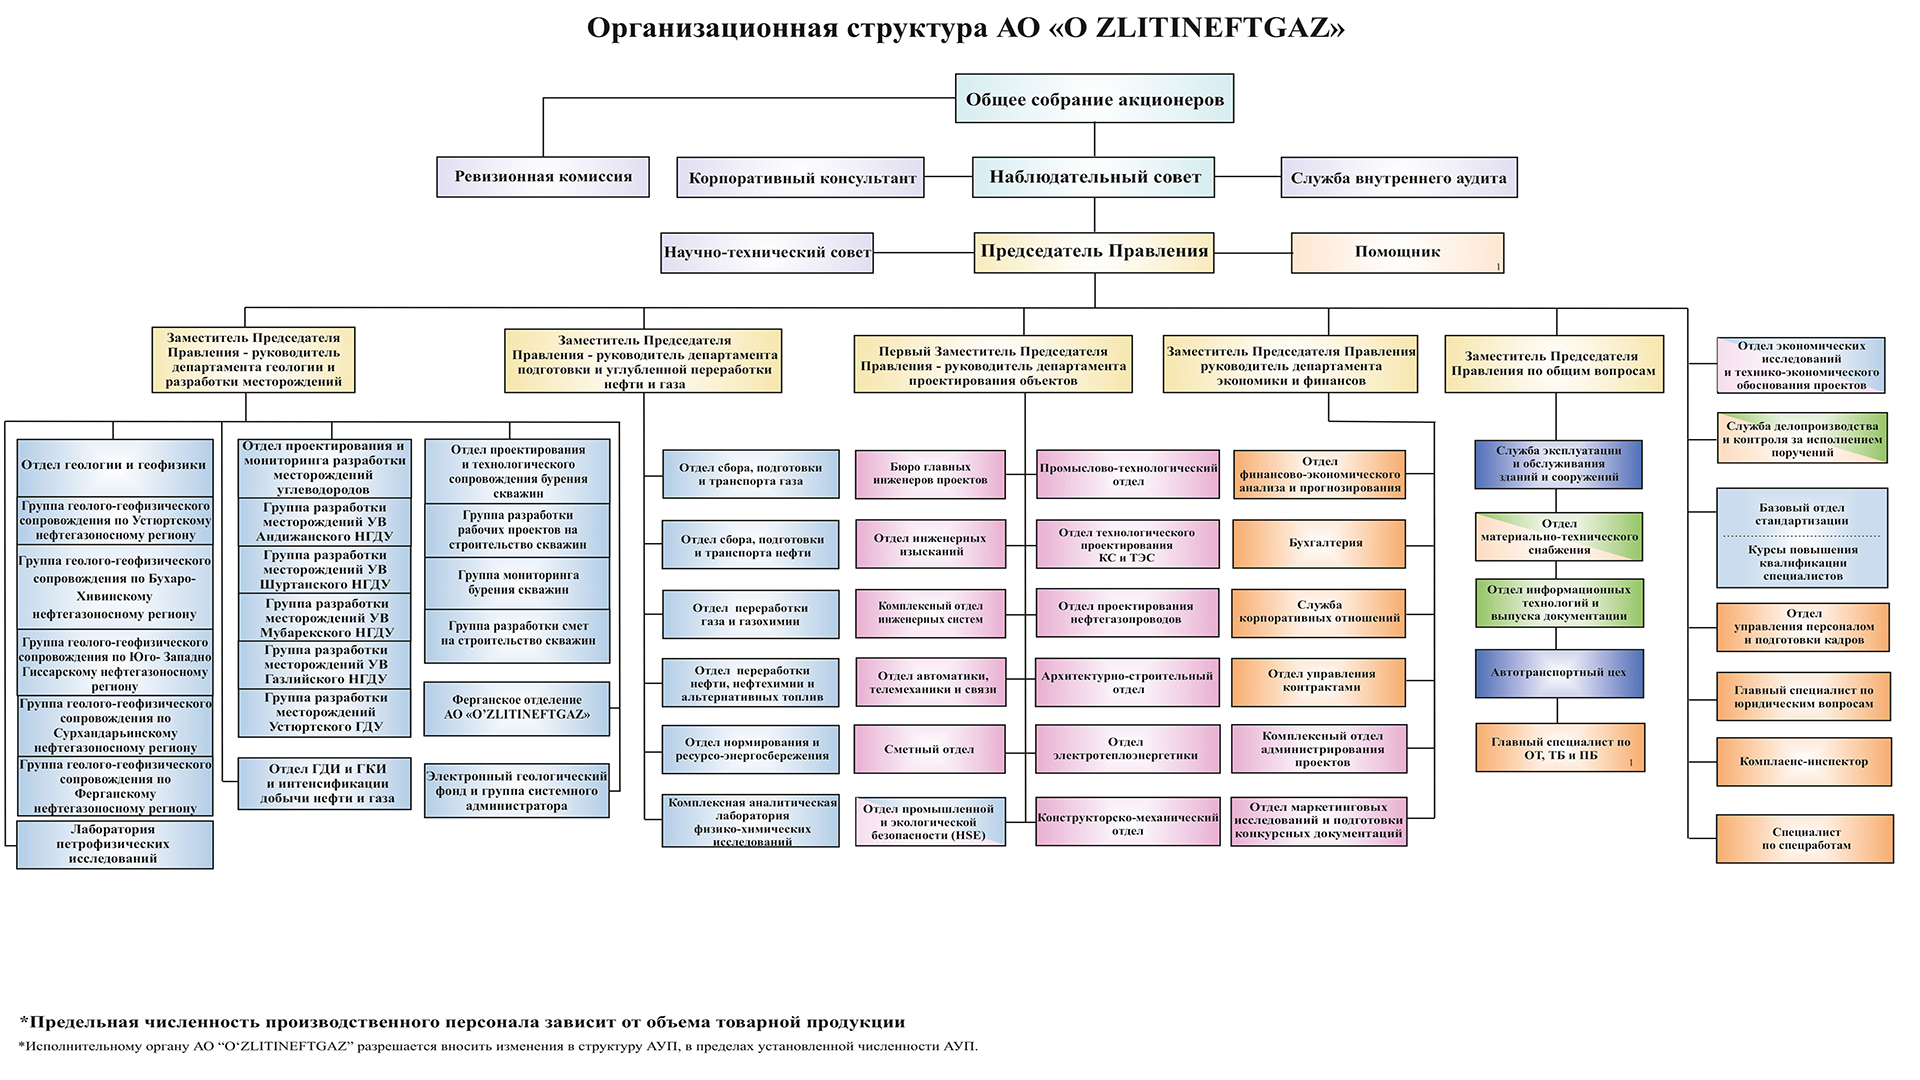 Организационная структура АО «O ZLITINEFTGAZ»
Общее собрание акционеров
Ревизионная комиссия
Корпоративный консультант
Наблюдательный совет
Служба внутреннего аудита
Научно-технический совет
Председатель Правления
Помощник
1
Заместитель Председателя
Правления - руководитель
департамента геологии и
разработки месторождений
Заместитель Председателя
Правления - руководитель департамента
подготовки и углубленной переработки
нефти и газа
Первый Заместитель Председателя
Правления - руководитель департамента
проектирования объектов
Заместитель Председателя Правления
руководитель департамента
экономики и финансов
Заместитель Председателя
Правления по общим вопросам
Отдел геологии и геофизики
Группа геолого-геофизического
сопровождения по Устюртскому
нефтегазоносному региону
Группа геолого-геофизического
сопровождения по Бухаро-
Хивинскому
нефтегазоносному региону
Группа геолого-геофизического
сопровождения по Юго- Западно
Гиссарскому нефтегазоносному
региону
Группа геолого-геофизического
сопровождения по
Сурхандарьинскому
нефтегазоносному региону
Группа геолого-геофизического
сопровождения по
Ферганскому
нефтегазоносному региону
Лаборатория
петрофизических
исследований
Отдел проектирования и
мониторинга разработки
месторождений
углеводородов
Группа разработки
месторождений УВ
Андижанского НГДУ
Группа разработки
месторождений УВ
Шуртанского НГДУ
Группа разработки
месторождений УВ
Мубарекского НГДУ
Группа разработки
месторождений УВ
Газлийского НГДУ
Группа разработки
месторождений
Устюртского ГДУ
Отдел ГДИ и ГКИ
и интенсификации
добычи нефти и газа
Отдел проектирования
и технологического
сопровождения бурения
скважин
Группа разработки
рабочих проектов на
строительство скважин
Группа мониторинга
бурения скважин
Группа разработки смет
на строительство скважин
Ферганское отделение
АО «O’ZLITINEFTGAZ»
Электронный геологический
фонд и группа системного
администратора
Отдел сбора, подготовки
и транспорта газа
Отдел сбора, подготовки
и транспорта нефти
Отдел переработки
газа и газохимии
Отдел переработки
нефти, нефтехимии и
альтернативных топлив
Отдел нормирования и
ресурсо-энергосбережения
Комплексная аналитическая
лаборатория
физико-химических
исследований
Бюро главных
инженеров проектов
Отдел инженерных
изысканий
Комплексный отдел
инженерных систем
Отдел автоматики,
телемеханики и связи
Сметный отдел
Отдел промышленной
и экологической
безопасности (HSE)
Промыслово-технологический
отдел
Отдел технологического
проектирования
КС и ТЭС
Отдел проектирования
нефтегазопроводов
Архитектурно-строительный
отдел
Отдел
электротеплоэнергетики
Конструкторско-механический
отдел
Отдел
финансово-экономического
анализа и прогнозирования
Бухгалтерия
Служба
корпоративных отношений
Отдел управления
контрактами
Комплексный отдел
администрирования
проектов
Отдел маркетинговых
исследований и подготовки
конкурсных документаций
Служба эксплуатации
и обслуживания
зданий и сооружений
Отдел
материально-технического
снабжения
Отдел информационных
технологий и
выпуска документации
Автотранспортный цех
Главный специалист по
ОТ, ТБ и ПБ
1
Отдел экономических
исследований
и технико-экономического
обоснования проектов
Служба делопроизводства
и контроля за исполнением
поручений
Базовый отдел
стандартизации
Курсы повышения
квалификации
специалистов
Отдел
управления персоналом
и подготовки кадров
Главный специалист по
юридическим вопросам
Комплаенс-инспектор
Специалист
по спецработам
*Предельная численность производственного персонала зависит от объема товарной продукции
*Исполнительному органу АО “O‘ZLITINEFTGAZ” разрешается вносить изменения в структуру АУП, в пределах установленной численности АУП.